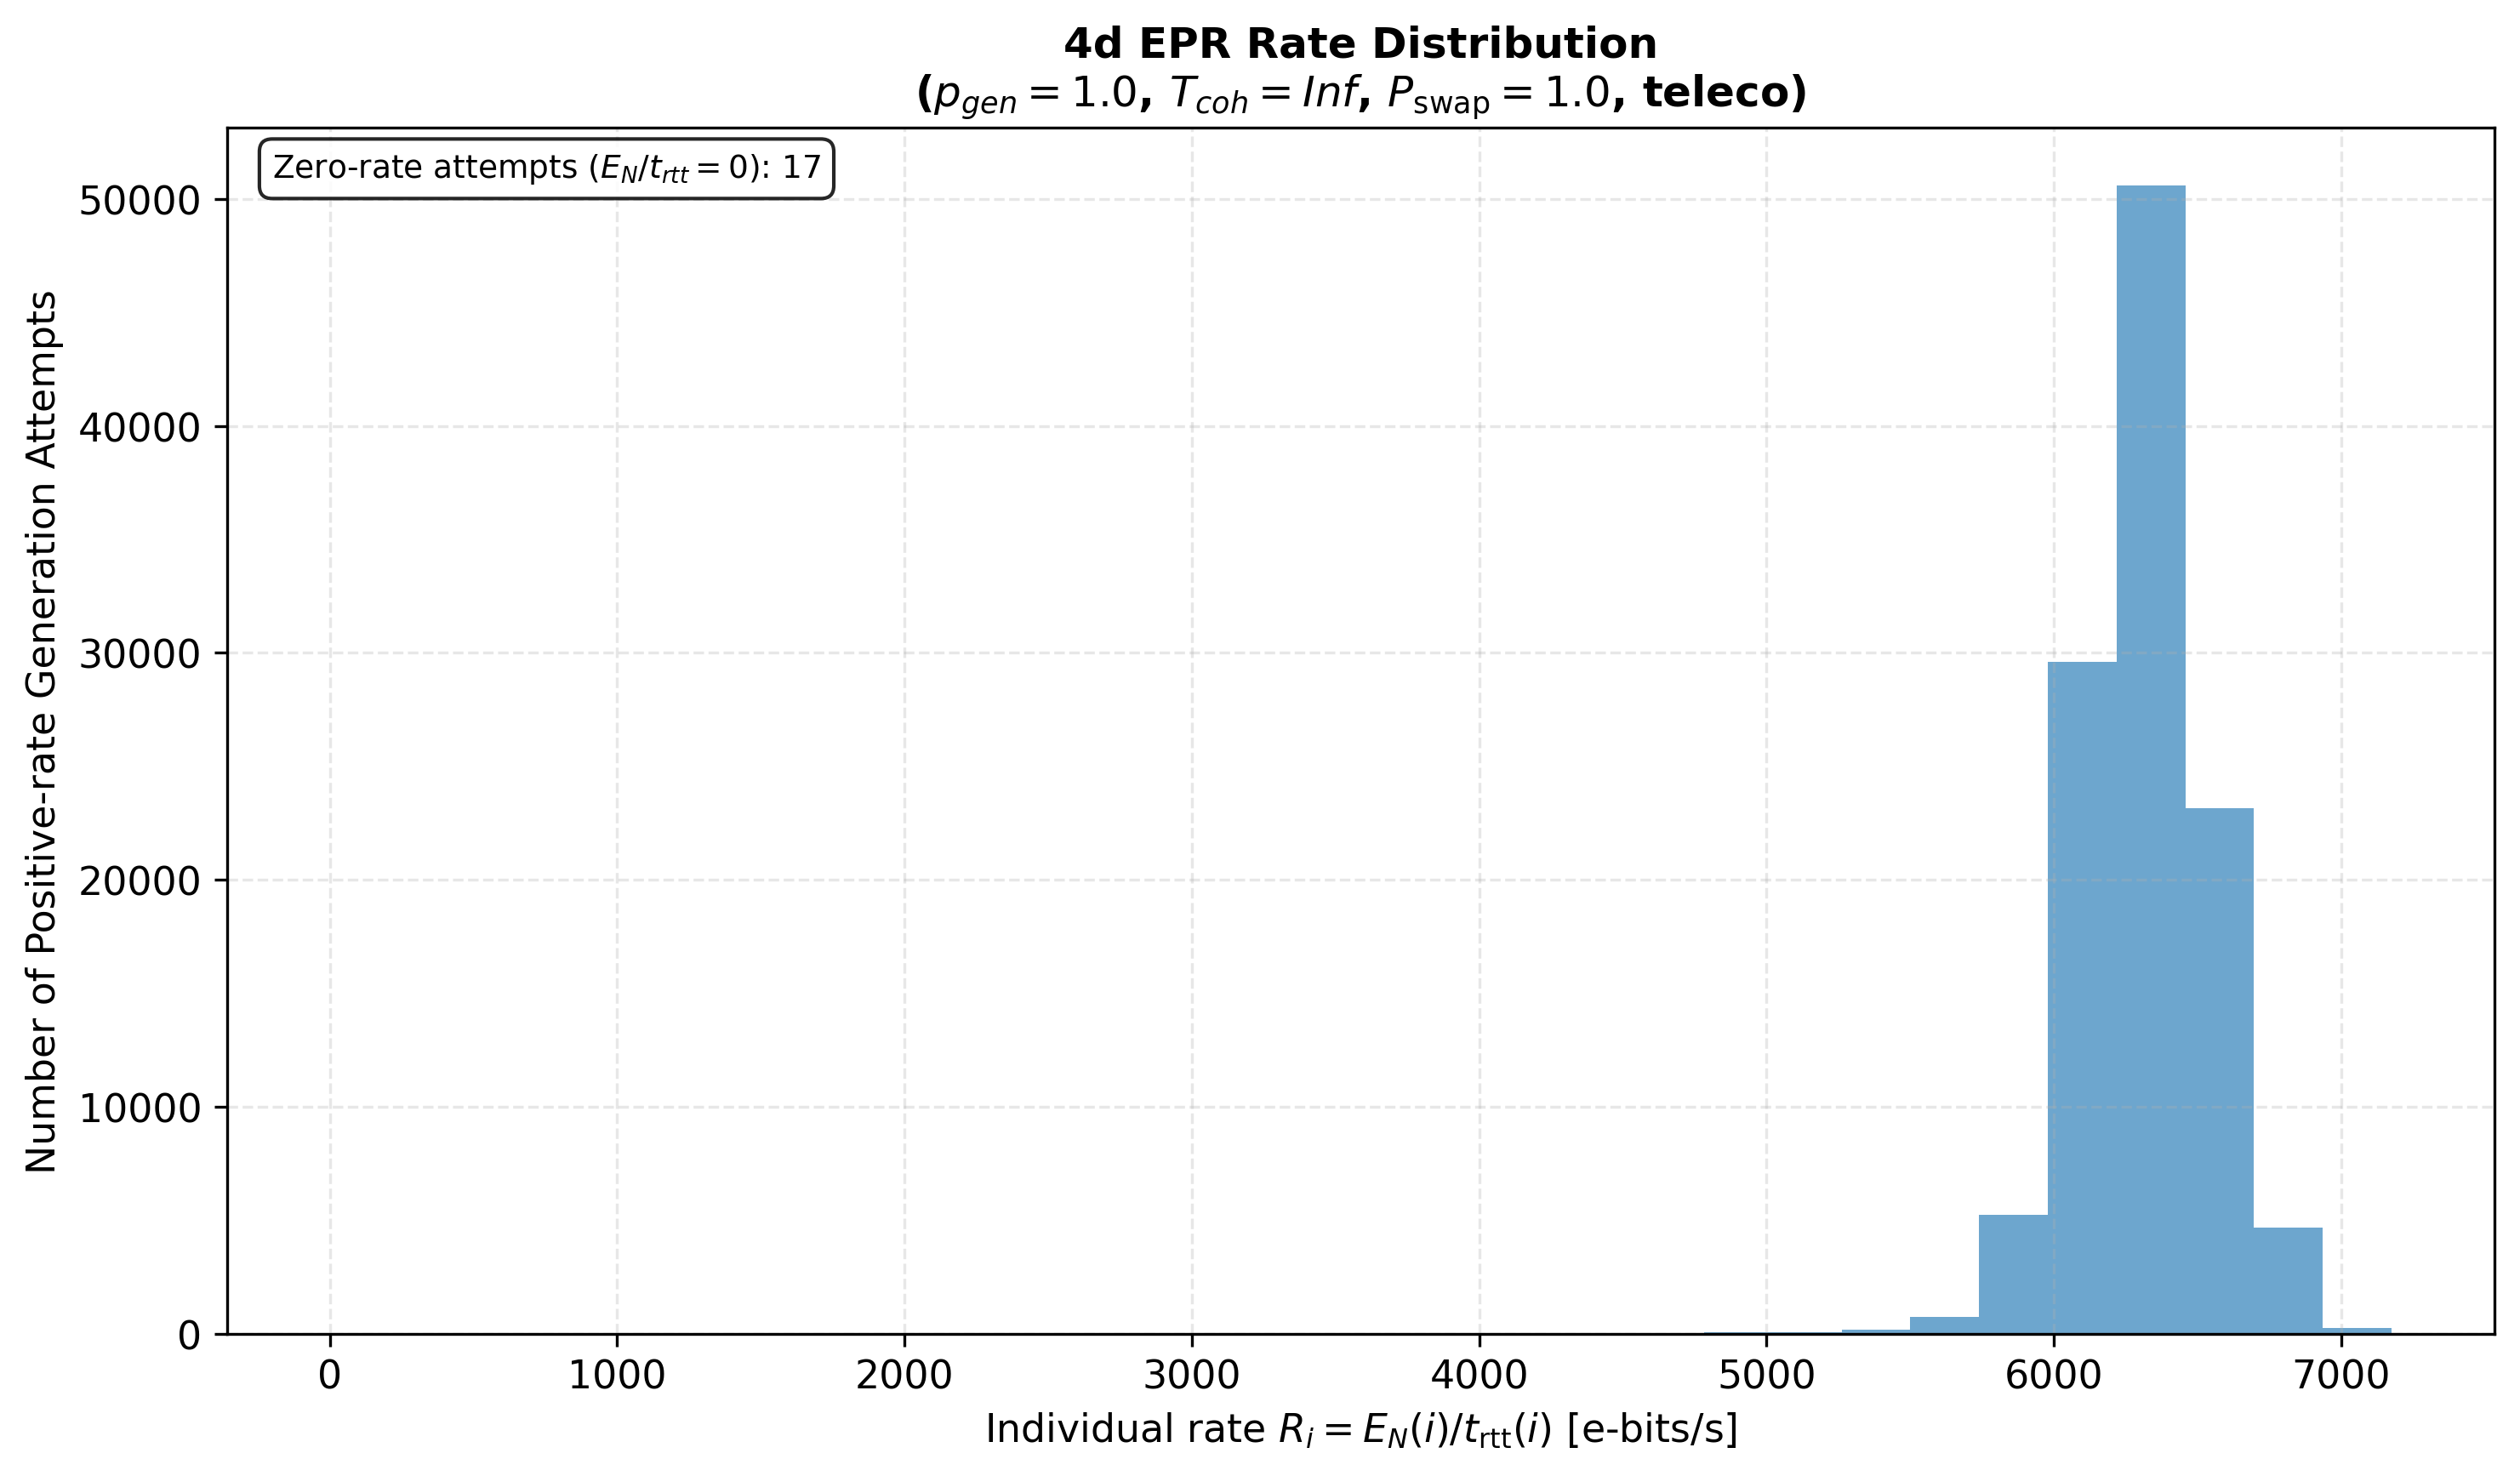 4d EPR Rate Distribution
(p_gen = 1.0, T_coh = Inf, P_swap = 1.0, teleco)
Zero-rate attempts (E_N/t_rtt = 0): 17
Number of Positive-rate Generation Attempts
50000
40000
30000
20000
10000
0
0 1000 2000 3000 4000 5000 6000 7000
Individual rate R_i = E_N(i)/t_rtt(i) [e-bits/s]